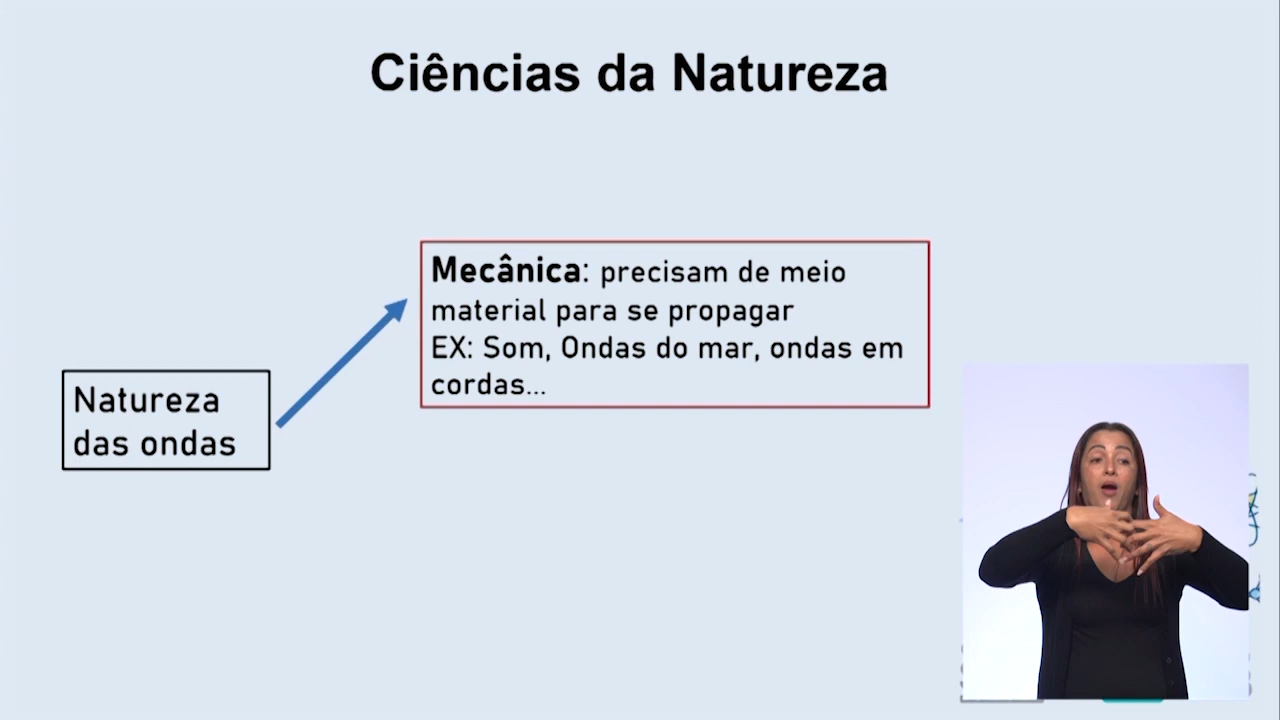 Ciências da Natureza
Mecânica: precisam de meio
material para se propagar
EX: Som, Ondas do mar, ondas em
cordas...
Natureza
das ondas